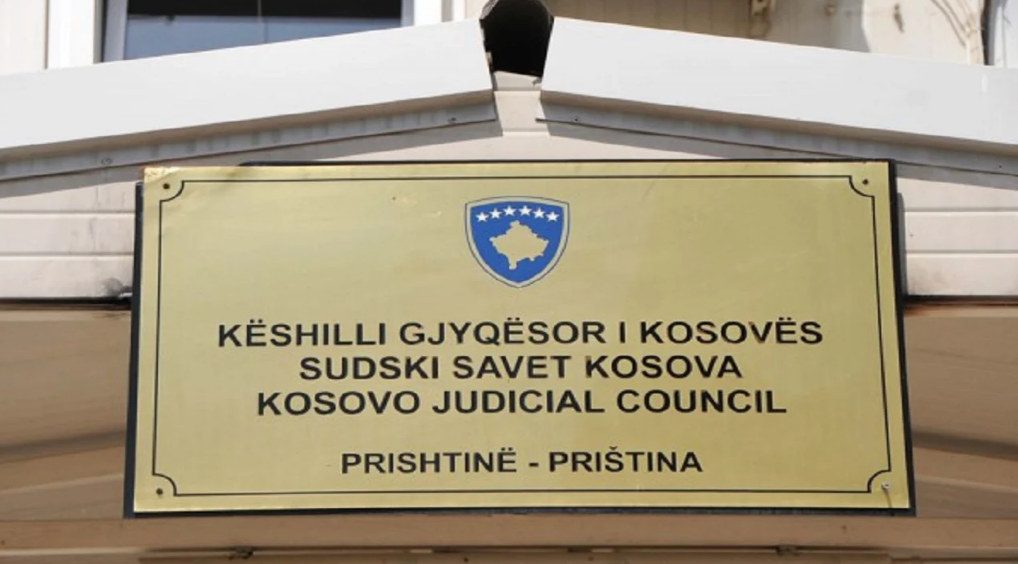 KËSHILLI GJYQËSOR I KOSOVËS
SUDSKI SAVET KOSOVA
KOSOVO JUDICIAL COUNCIL
PRISHTINË - PRIŠTINA